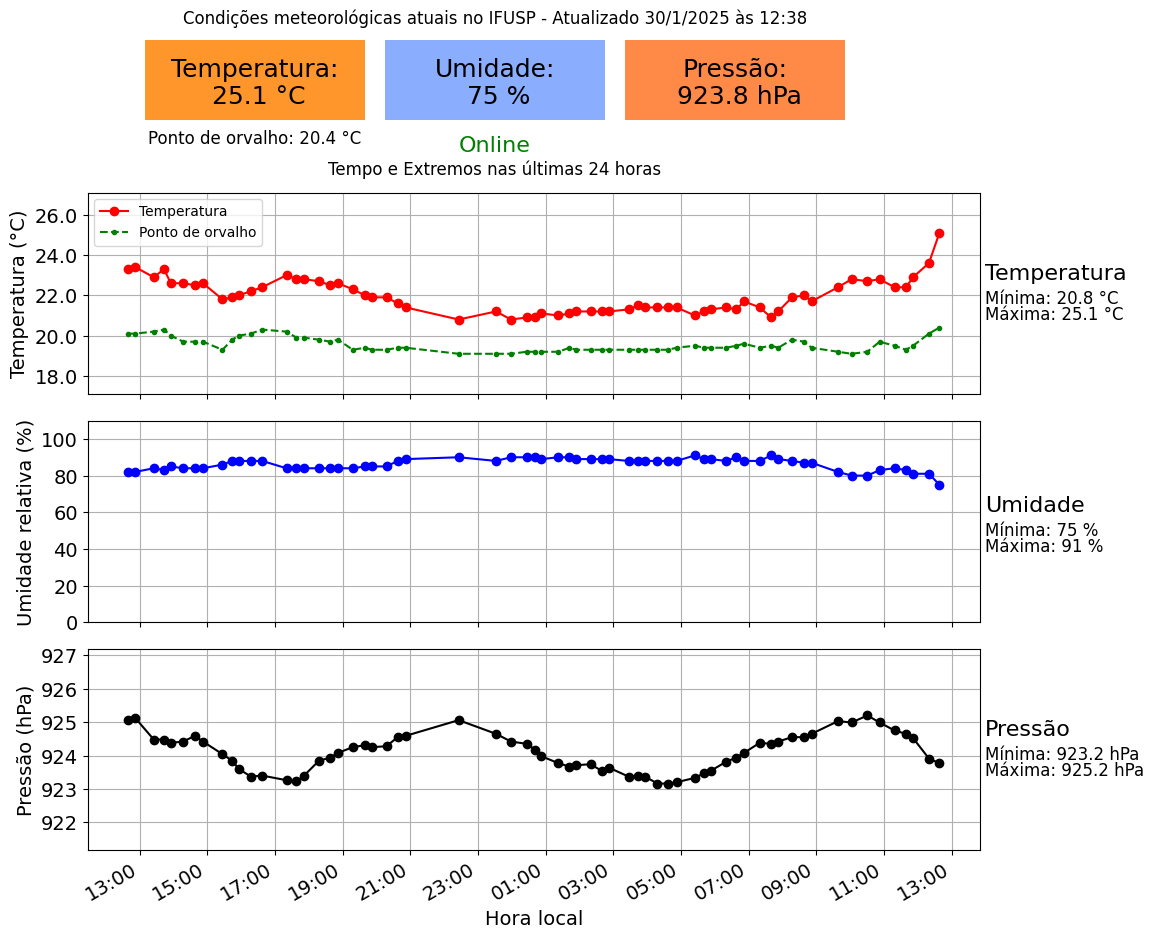 Condições meteorológicas atuais no IFUSP - Atualizado 30/1/2025 às 12:38
Temperatura:
25.1 °C
Umidade:
75 %
Pressão:
923.8 hPa
Ponto de orvalho: 20.4 °C
Online
Tempo e Extremos nas últimas 24 horas
Temperatura (°C)
26.0
24.0
22.0
20.0
18.0
Temperatura
Ponto de orvalho
Temperatura
Mínima: 20.8 °C
Máxima: 25.1 °C
Umidade relativa (%)
100
80
60
40
20
0
Umidade
Mínima: 75 %
Máxima: 91 %
Pressão (hPa)
927
926
925
924
923
922
Pressão
Mínima: 923.2 hPa
Máxima: 925.2 hPa
13:00 15:00 17:00 19:00 21:00 23:00 01:00 03:00 05:00 07:00 09:00 11:00 13:00
Hora local